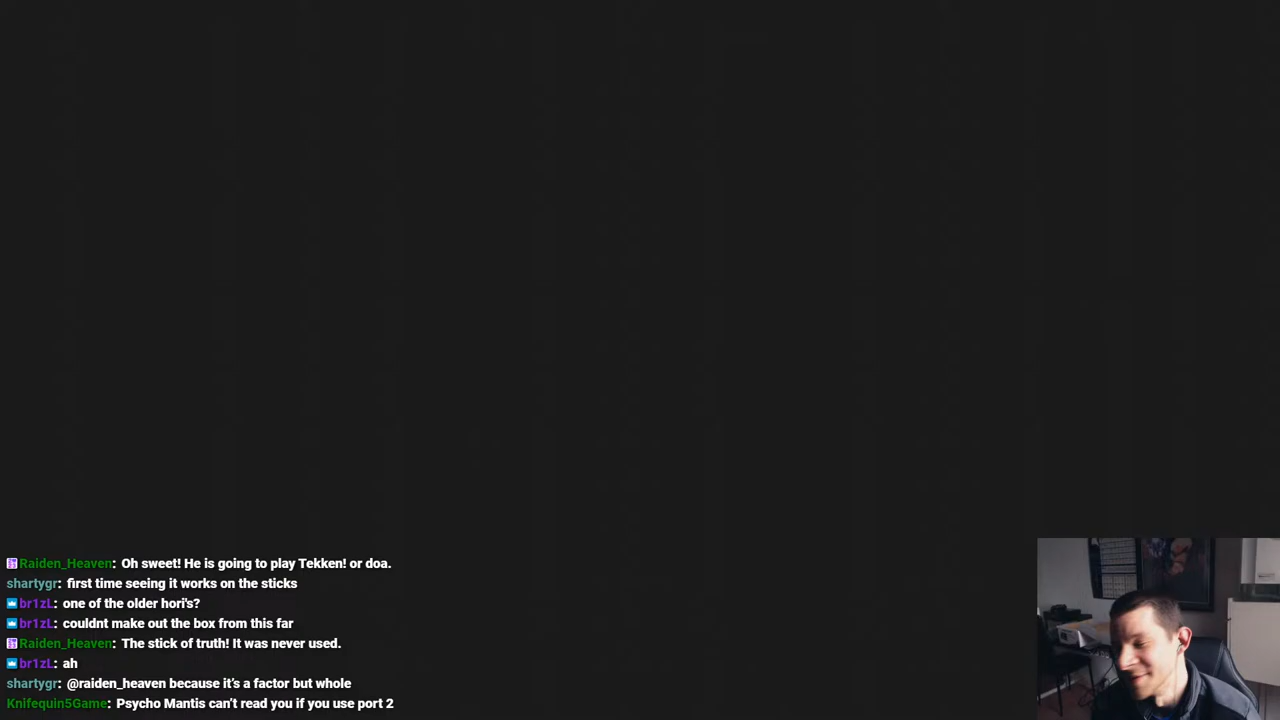 Raiden_Heaven: Oh sweet! He is going to play Tekken! or doa.
shartygr: first time seeing it works on the sticks
br1zL: one of the older hori's?
br1zL: couldnt make out the box from this far
Raiden_Heaven: The stick of truth! It was never used.
br1zL: ah
shartygr: @raiden_heaven because it’s a factor but whole
Knifequin5Game: Psycho Mantis can’t read you if you use port 2